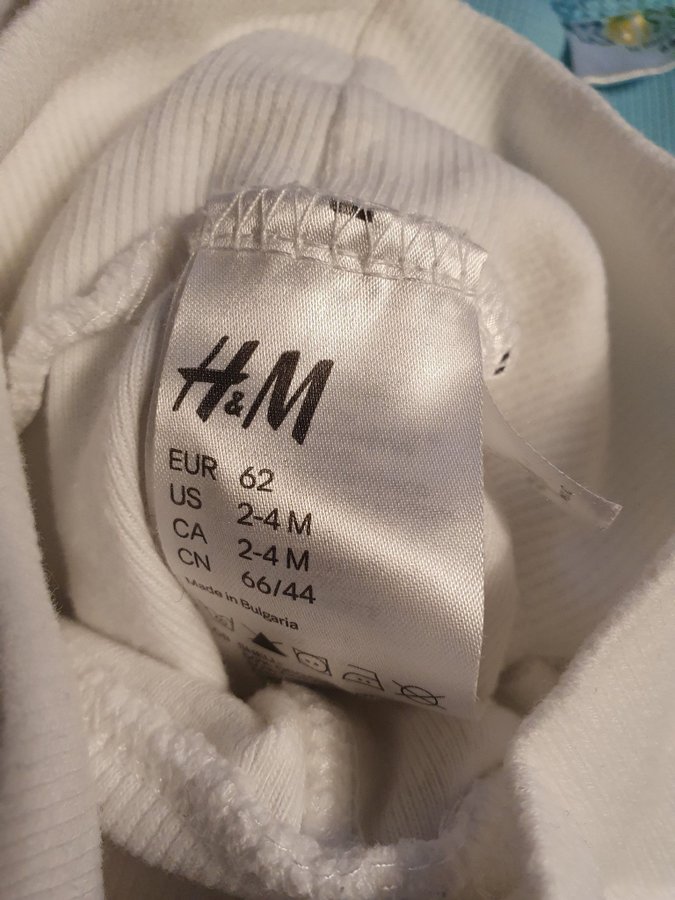 H&M
EUR 62
US 2-4 M
CA 2-4 M
CN 66/44
Made in Bulgaria